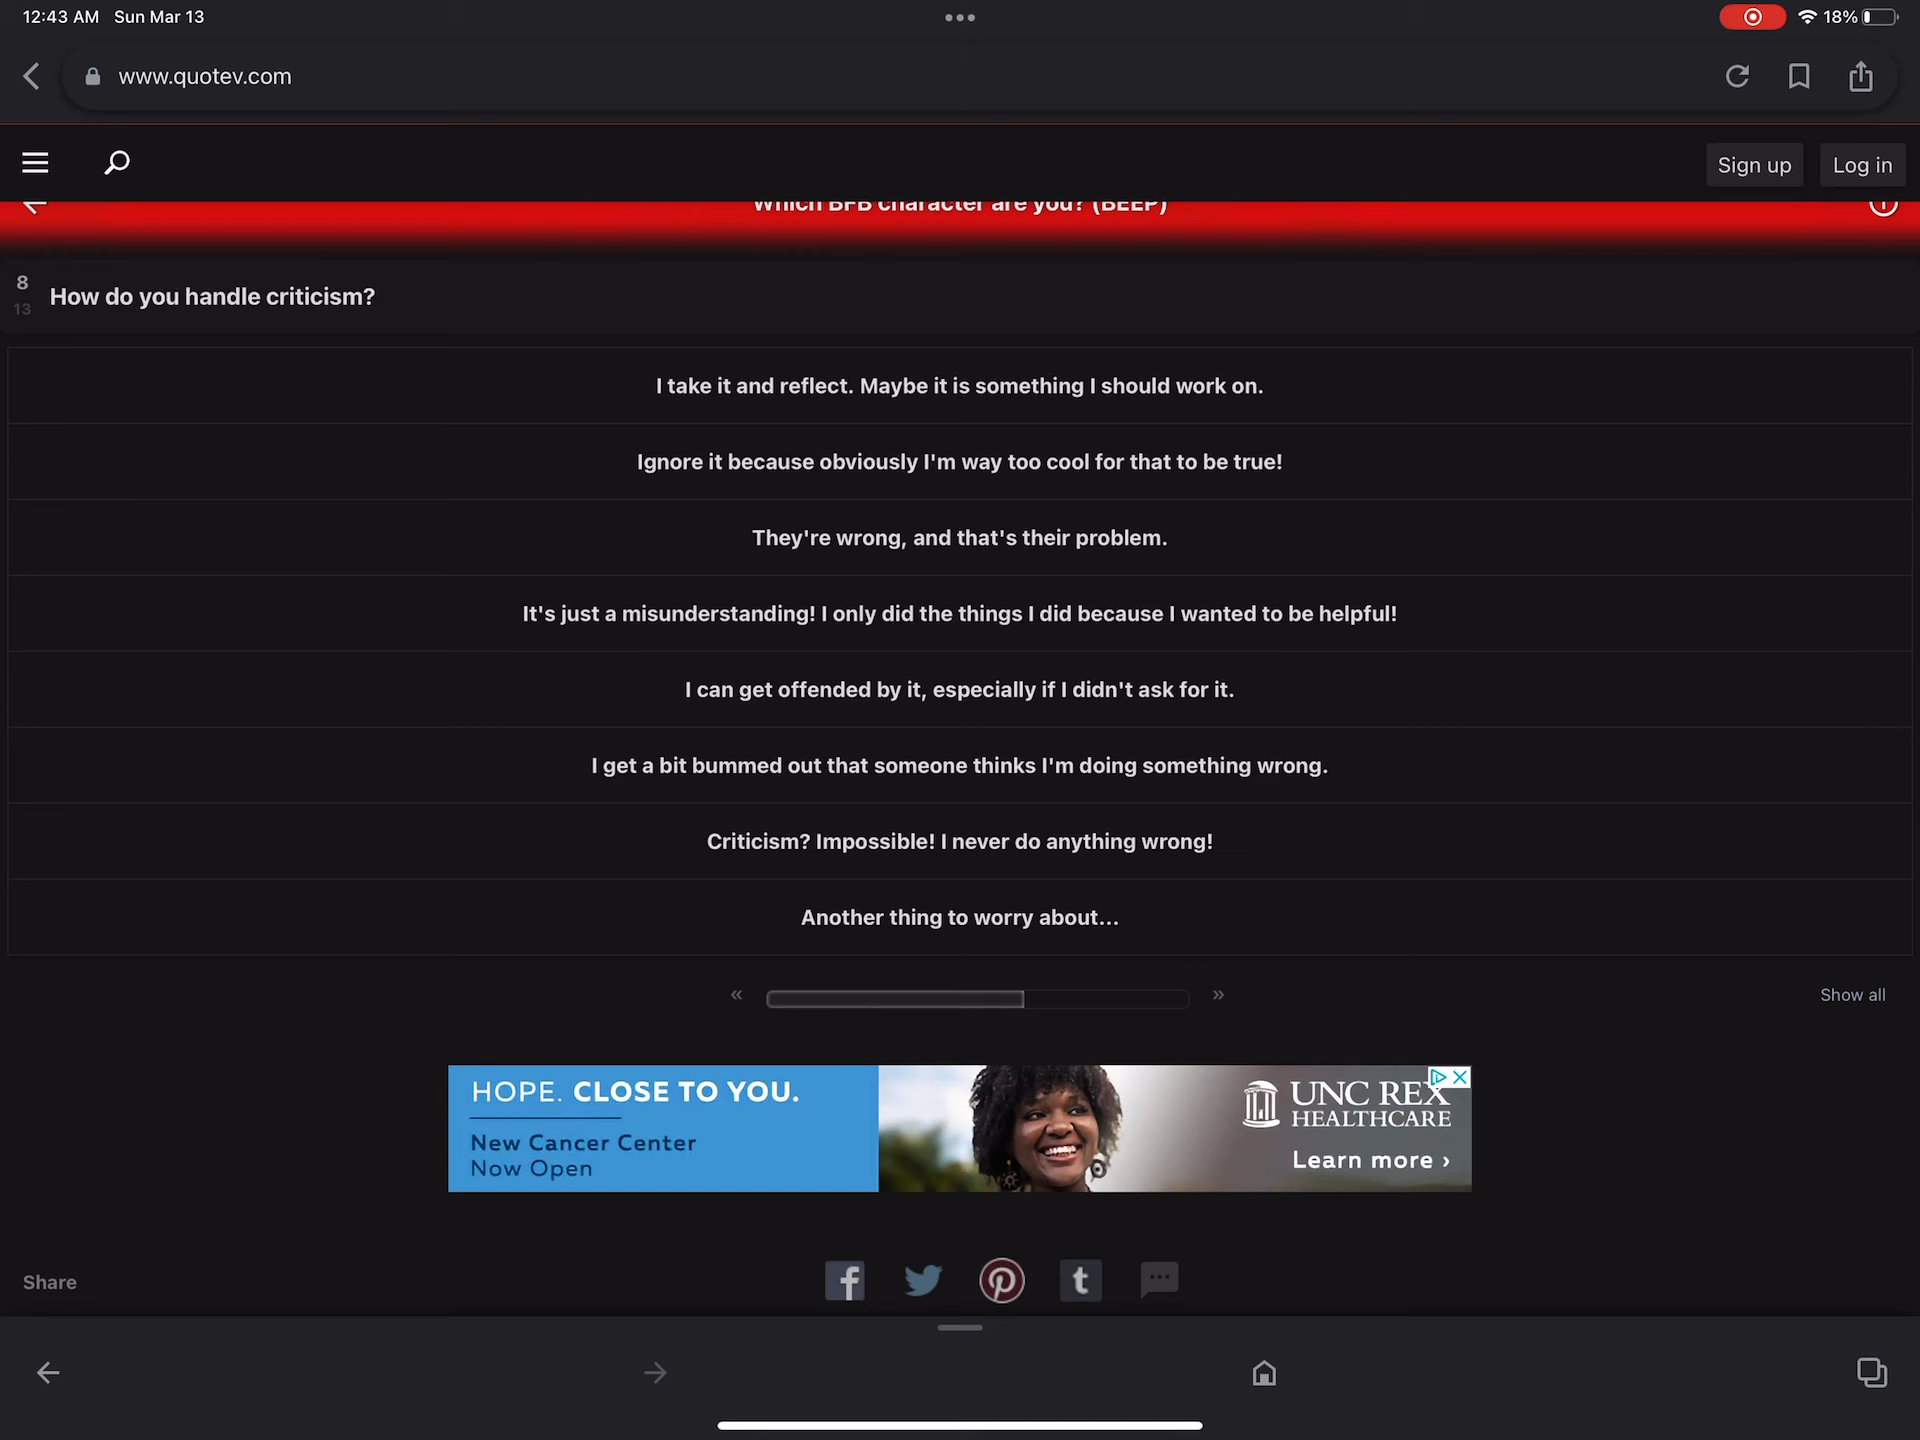 12:43 AM Sun Mar 13
18%
www.quotev.com
Sign up
Log in
Which BFB character are you? (BEEP)
8
13
How do you handle criticism?
I take it and reflect. Maybe it is something I should work on.
Ignore it because obviously I'm way too cool for that to be true!
They're wrong, and that's their problem.
It's just a misunderstanding! I only did the things I did because I wanted to be helpful!
I can get offended by it, especially if I didn't ask for it.
I get a bit bummed out that someone thinks I'm doing something wrong.
Criticism? Impossible! I never do anything wrong!
Another thing to worry about...
«
»
Show all
HOPE. CLOSE TO YOU.
New Cancer Center
Now Open
UNC REX
HEALTHCARE
Learn more ›
Share